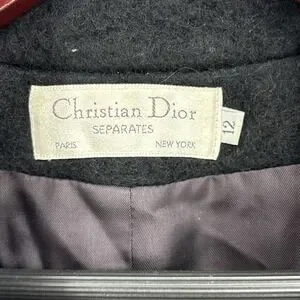 Christian Dior
SEPARATES
PARIS NEW YORK
12